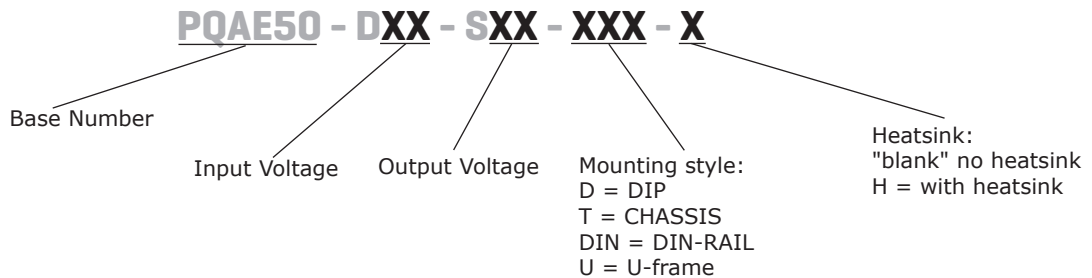 PQAE50 - DXX - SXX - XXX - X
Base Number
Input Voltage
Output Voltage
Mounting style:
D = DIP
T = CHASSIS
DIN = DIN-RAIL
U = U-frame
Heatsink:
"blank" no heatsink
H = with heatsink